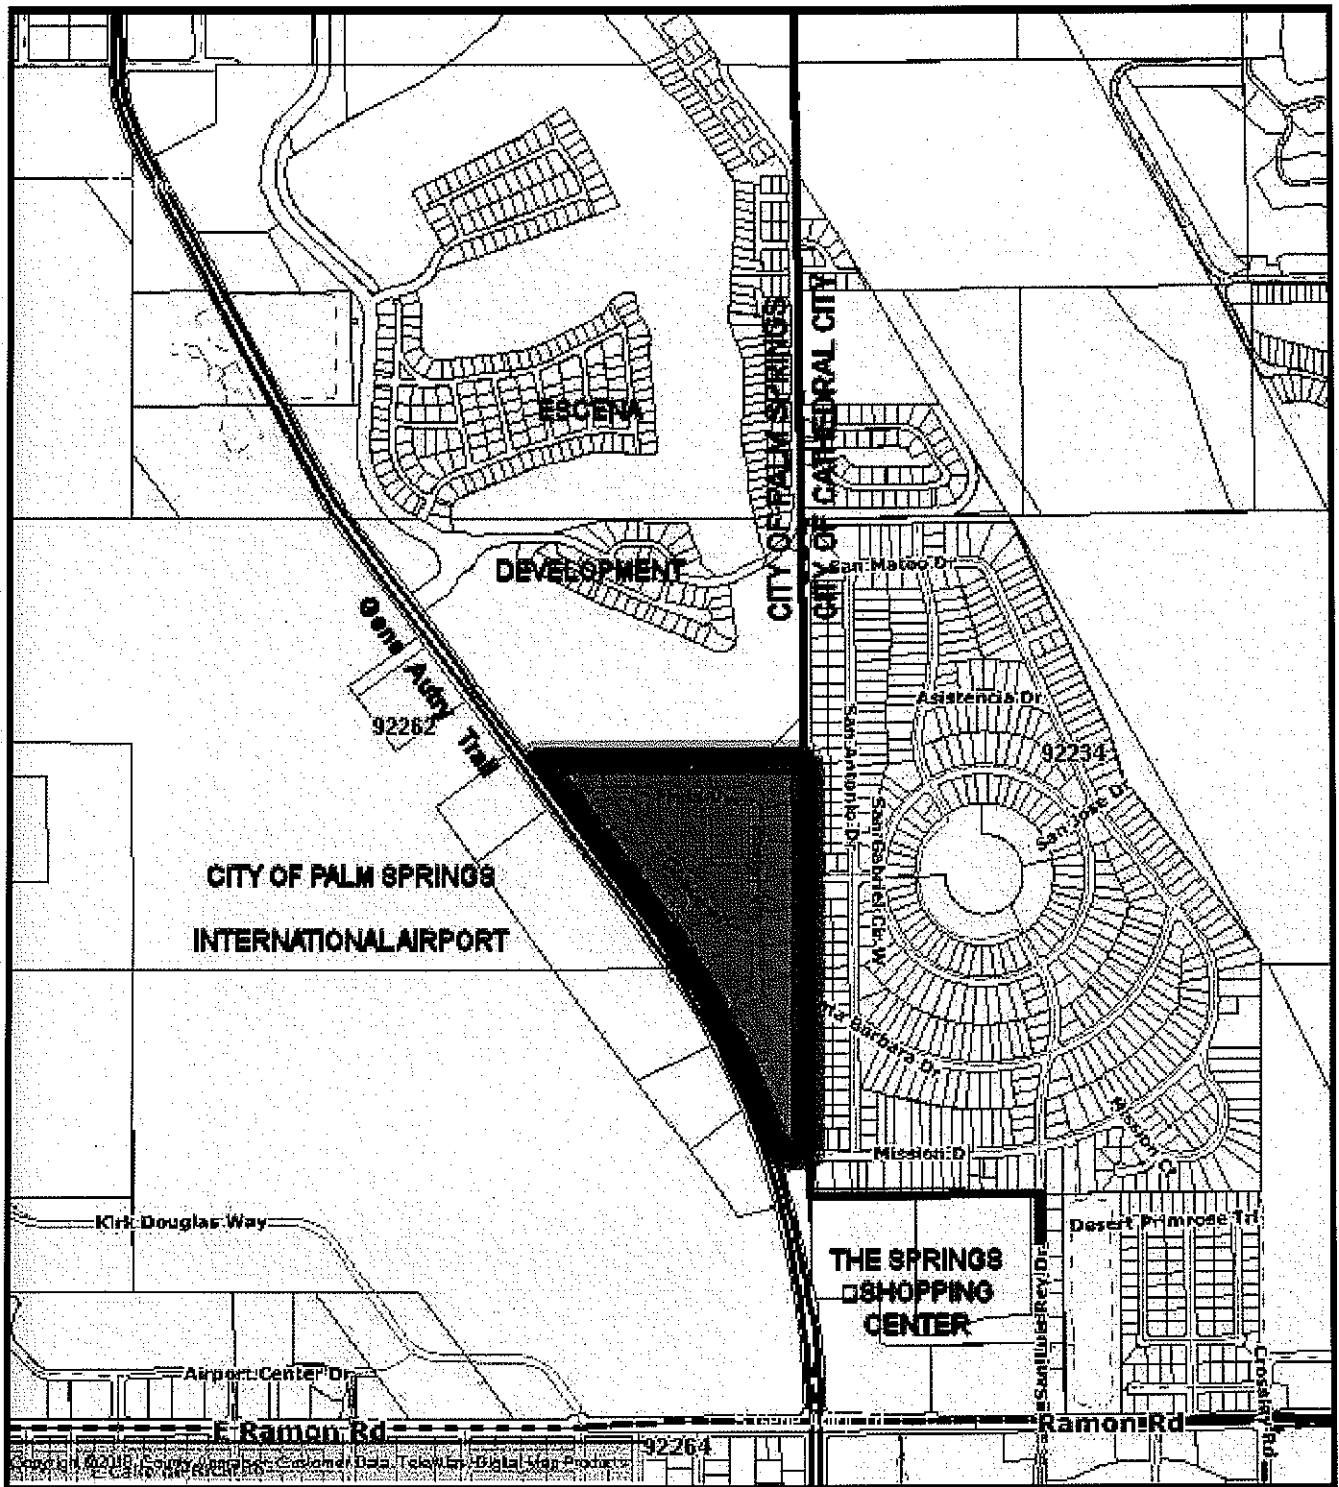 ESCENA
CITY OF PALM SPRINGS
CITY OF CATHEDRAL CITY
DEVELOPMENT
San Mateo Dr
Gene Autry Trail
Asistencia Dr
92262
San Antonio Dr
92234
San Jose Dr
San Gabriel Cir W
CITY OF PALM SPRINGS
INTERNATIONAL AIRPORT
ta Barbara Dr
Mission Ct
Mission D
Kirk Douglas Way
Desert Primrose Trl
THE SPRINGS
SHOPPING
CENTER
San Luis Rey Dr
Airport Center Dr
E Ramon Rd
Ramon Rd
92264